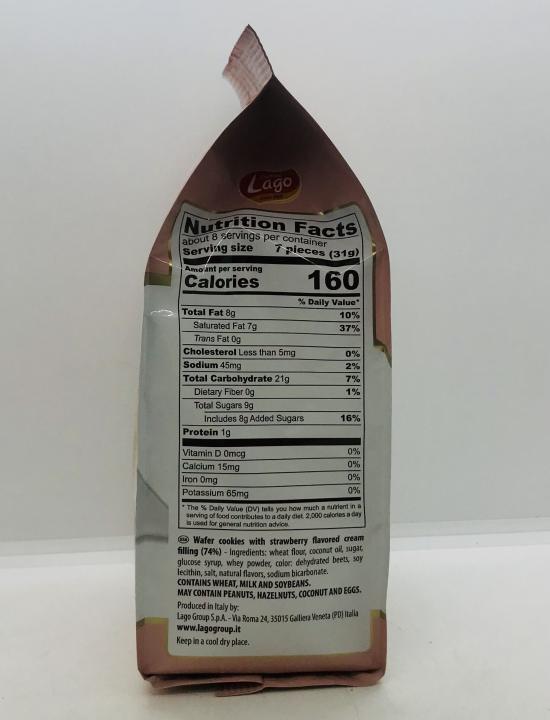 Lago
Nutrition Facts
about 8 servings per container
Serving size 7 pieces (31g)
Amount per serving
Calories 160
% Daily Value*
Total Fat 8g 10%
Saturated Fat 7g 37%
Trans Fat 0g
Cholesterol Less than 5mg 0%
Sodium 45mg 2%
Total Carbohydrate 21g 7%
Dietary Fiber 0g 1%
Total Sugars 9g
Includes 8g Added Sugars 16%
Protein 1g
Vitamin D 0mcg 0%
Calcium 15mg 0%
Iron 0mg 0%
Potassium 65mg 0%
* The % Daily Value (DV) tells you how much a nutrient in a
serving of food contributes to a daily diet. 2,000 calories a day
is used for general nutrition advice.
USA Wafer cookies with strawberry flavored cream
filling (74%) - Ingredients: wheat flour, coconut oil, sugar,
glucose syrup, whey powder, color: dehydrated beets, soy
lecithin, salt, natural flavors, sodium bicarbonate.
CONTAINS WHEAT, MILK AND SOYBEANS.
MAY CONTAIN PEANUTS, HAZELNUTS, COCONUT AND EGGS.
Produced in Italy by:
Lago Group S.p.A. - Via Roma 24, 35015 Galliera Veneta (PD) Italia
www.lagogroup.it
Keep in a cool dry place.